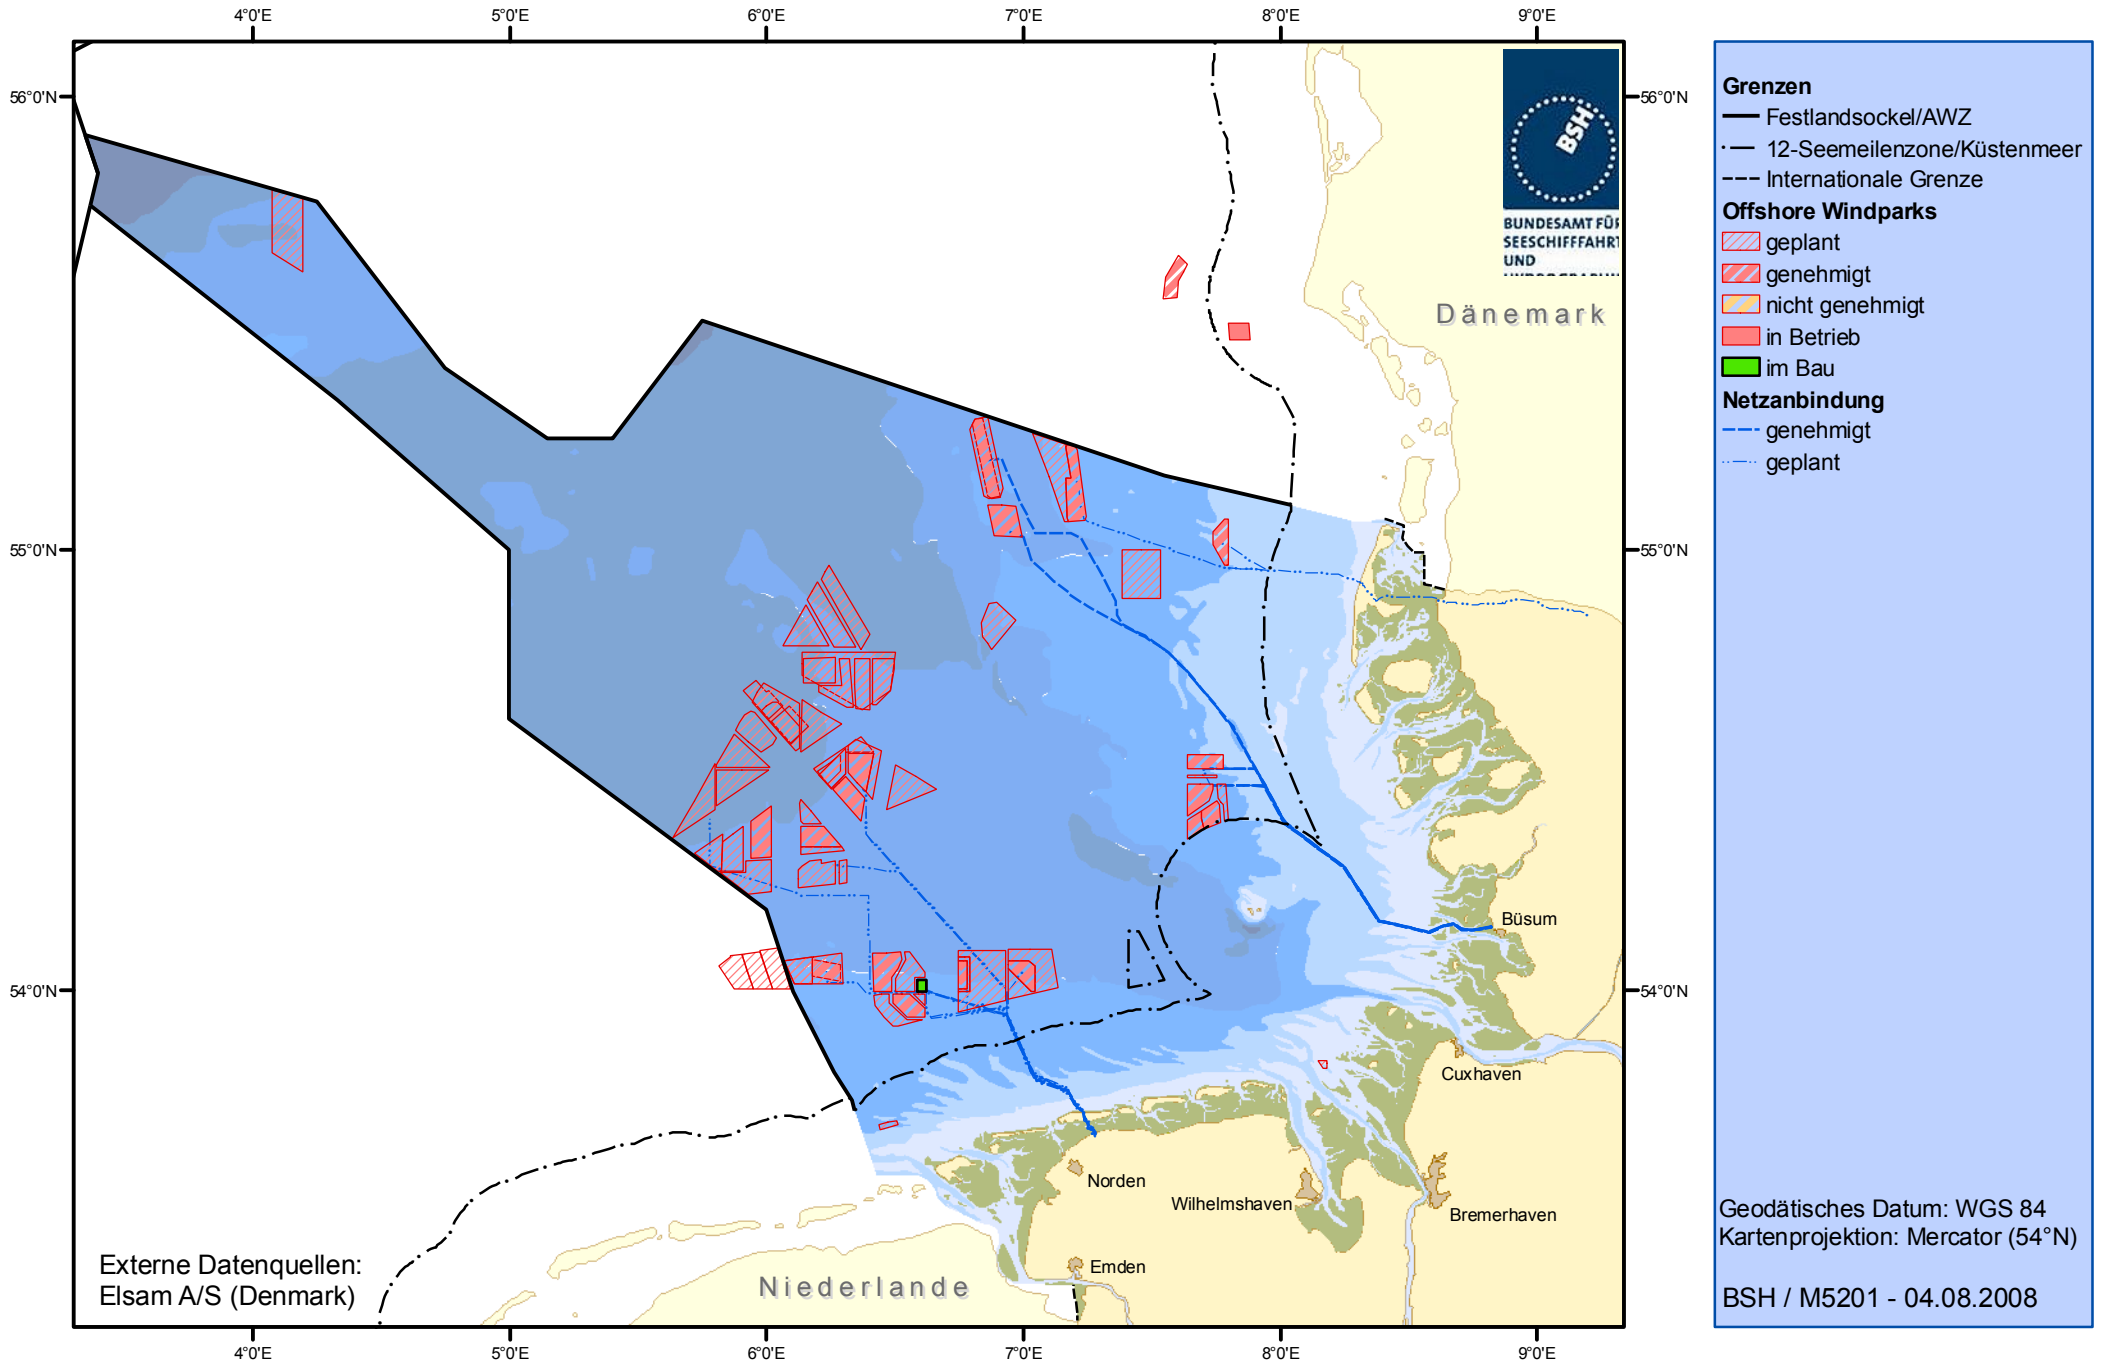 4°0'E 5°0'E 6°0'E 7°0'E 8°0'E 9°0'E
56°0'N 56°0'N
BSH
BUNDESAMT FÜR
SEESCHIFFFAHRT
UND
Dänemark
55°0'N 55°0'N
Büsum
54°0'N 54°0'N
Cuxhaven
Norden
Wilhelmshaven
Bremerhaven
Emden
Niederlande
Externe Datenquellen:
Elsam A/S (Denmark)
4°0'E 5°0'E 6°0'E 7°0'E 8°0'E 9°0'E
Grenzen
Festlandsockel/AWZ
12-Seemeilenzone/Küstenmeer
Internationale Grenze
Offshore Windparks
geplant
genehmigt
nicht genehmigt
in Betrieb
im Bau
Netzanbindung
genehmigt
geplant
Geodätisches Datum: WGS 84
Kartenprojektion: Mercator (54°N)
BSH / M5201 - 04.08.2008